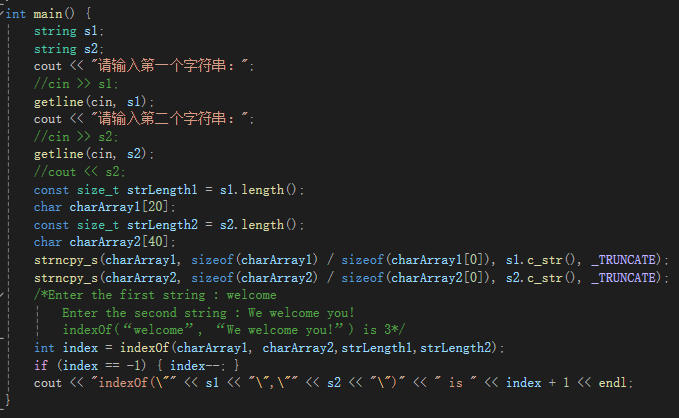 int main() {
string s1;
string s2;
cout << "请输入第一个字符串：";
//cin >> s1;
getline(cin, s1);
cout << "请输入第二个字符串：";
//cin >> s2;
getline(cin, s2);
//cout << s2;
const size_t strLength1 = s1.length();
char charArray1[20];
const size_t strLength2 = s2.length();
char charArray2[40];
strncpy_s(charArray1, sizeof(charArray1) / sizeof(charArray1[0]), s1.c_str(), _TRUNCATE);
strncpy_s(charArray2, sizeof(charArray2) / sizeof(charArray2[0]), s2.c_str(), _TRUNCATE);
/*Enter the first string : welcome
Enter the second string : We welcome you!
indexOf(“welcome”, “We welcome you!”) is 3*/
int index = indexOf(charArray1, charArray2,strLength1,strLength2);
if (index == -1) { index--; }
cout << "indexOf(\"" << s1 << "\",\"" << s2 << "\")" << " is " << index + 1 << endl;
}